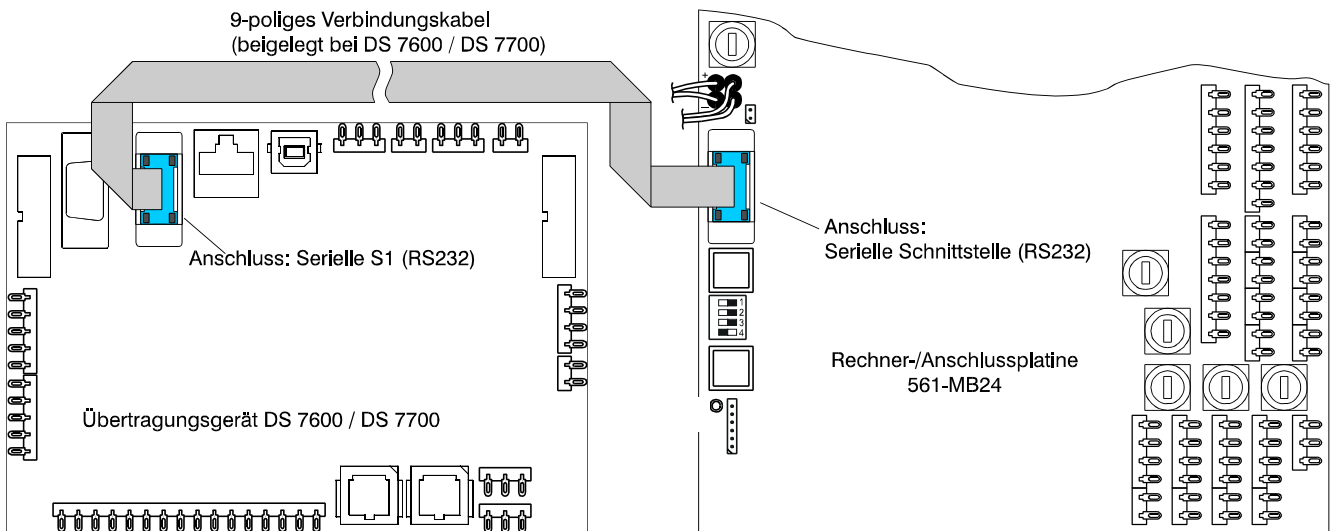 9-poliges Verbindungskabel
(beigelegt bei DS 7600 / DS 7700)
+
–
Anschluss: Serielle S1 (RS232)
Anschluss:
Serielle Schnittstelle (RS232)
1
2
3
4
Rechner-/Anschlussplatine
561-MB24
Übertragungsgerät DS 7600 / DS 7700